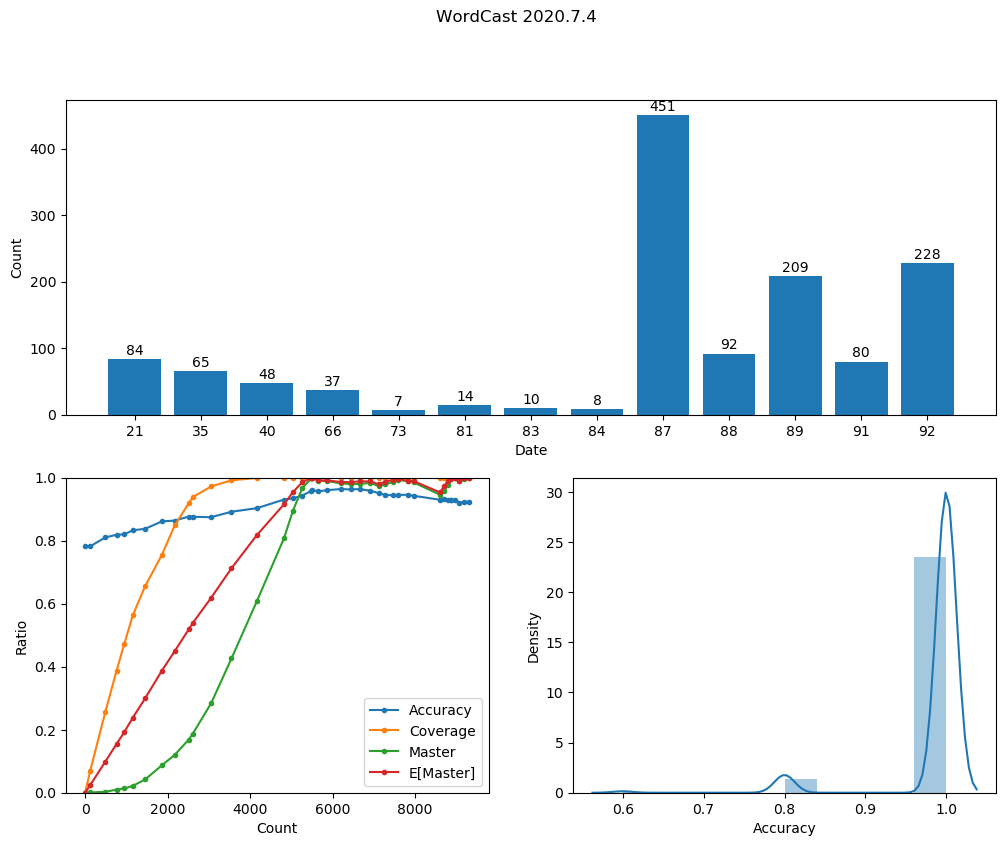 WordCast 2020.7.4
Count
400
300
200
100
0
84
65
48
37
7
14
10
8
451
92
209
80
228
21 35 40 66 73 81 83 84 87 88 89 91 92
Date
Ratio
1.0
0.8
0.6
0.4
0.2
0.0
Accuracy
Coverage
Master
E[Master]
0 2000 4000 6000 8000
Count
Density
30
25
20
15
10
5
0
0.6 0.7 0.8 0.9 1.0
Accuracy